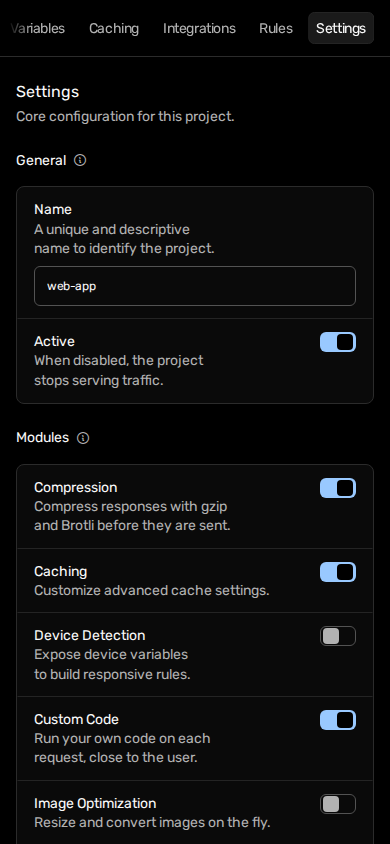 Variables Caching Integrations Rules Settings
Settings
Core configuration for this project.
General
Name
A unique and descriptive
name to identify the project.
web-app
Active
When disabled, the project
stops serving traffic.
Modules
Compression
Compress responses with gzip
and Brotli before they are sent.
Caching
Customize advanced cache settings.
Device Detection
Expose device variables
to build responsive rules.
Custom Code
Run your own code on each
request, close to the user.
Image Optimization
Resize and convert images on the fly.